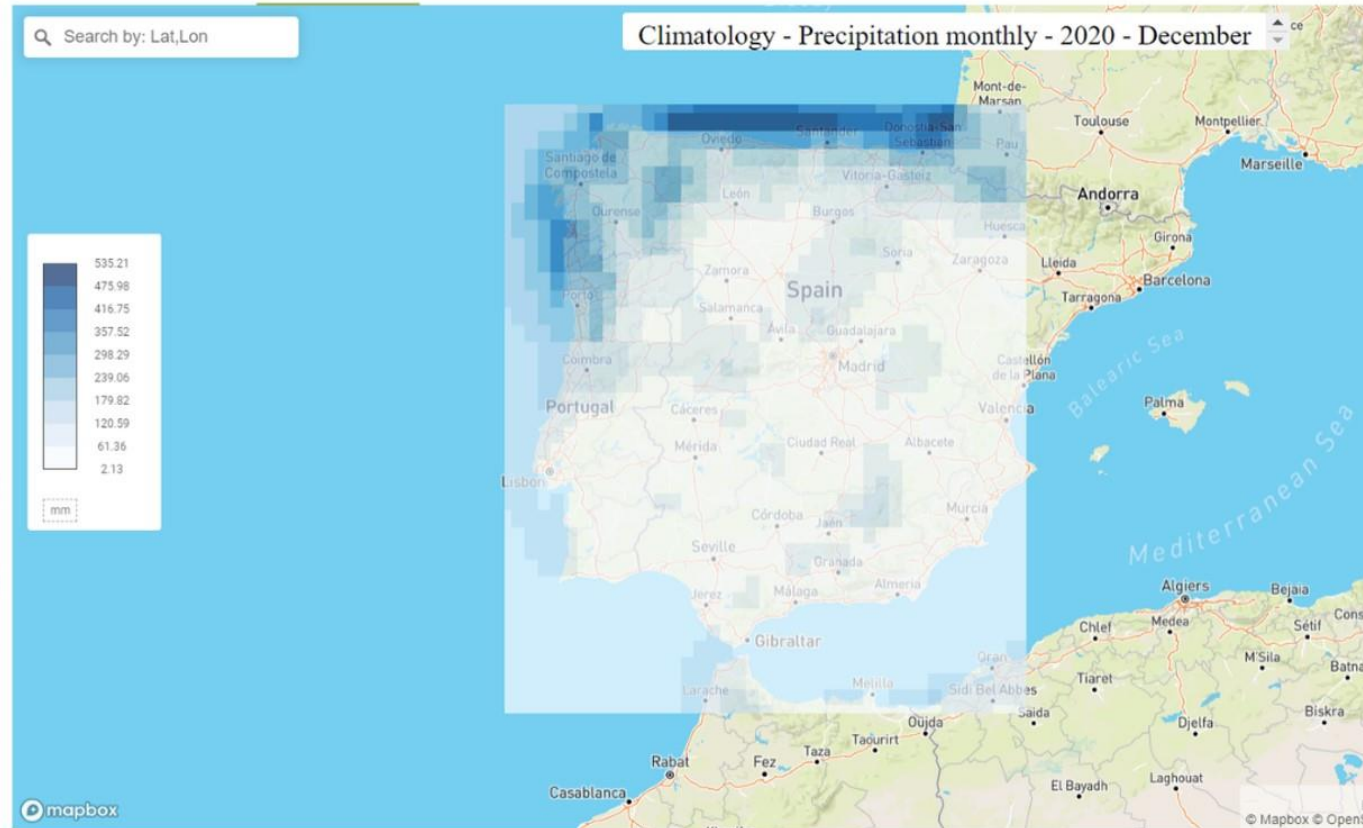 Search by: Lat,Lon
Climatology - Precipitation monthly - 2020 - December
ce
Mont-de-
Marsan
Toulouse
Montpellier
Marseille
Oviedo
Santander
Donostia-San
Sebastián
Pau
Santiago de
Compostela
Vitoria-Gasteiz
Andorra
León
Ourense
Burgos
Huesca
Girona
Soria
Zaragoza
Lleida
Zamora
Barcelona
Spain
Porto
Tarragona
Salamanca
Ávila
Guadalajara
Madrid
Coimbra
Castellón
de la Plana
Balearic Sea
Portugal
Cáceres
Valencia
Palma
Mérida
Ciudad Real
Albacete
Lisbon
Murcia
Córdoba
Jaén
Mediterranean Sea
Seville
Granada
Almeria
Jerez
Málaga
Algiers
Bejaia
Gibraltar
Chlef
Medea
Sétif
Cons
Oran
M'Sila
Batna
Larache
Melilla
Sidi Bel Abbes
Tiaret
Saida
Biskra
Oujda
Djelfa
Taourirt
Taza
Rabat
Fez
El Bayadh
Laghouat
Casablanca
535.21
475.98
416.75
357.52
298.29
239.06
179.82
120.59
61.36
2.13
mm
mapbox
© Mapbox © OpenS